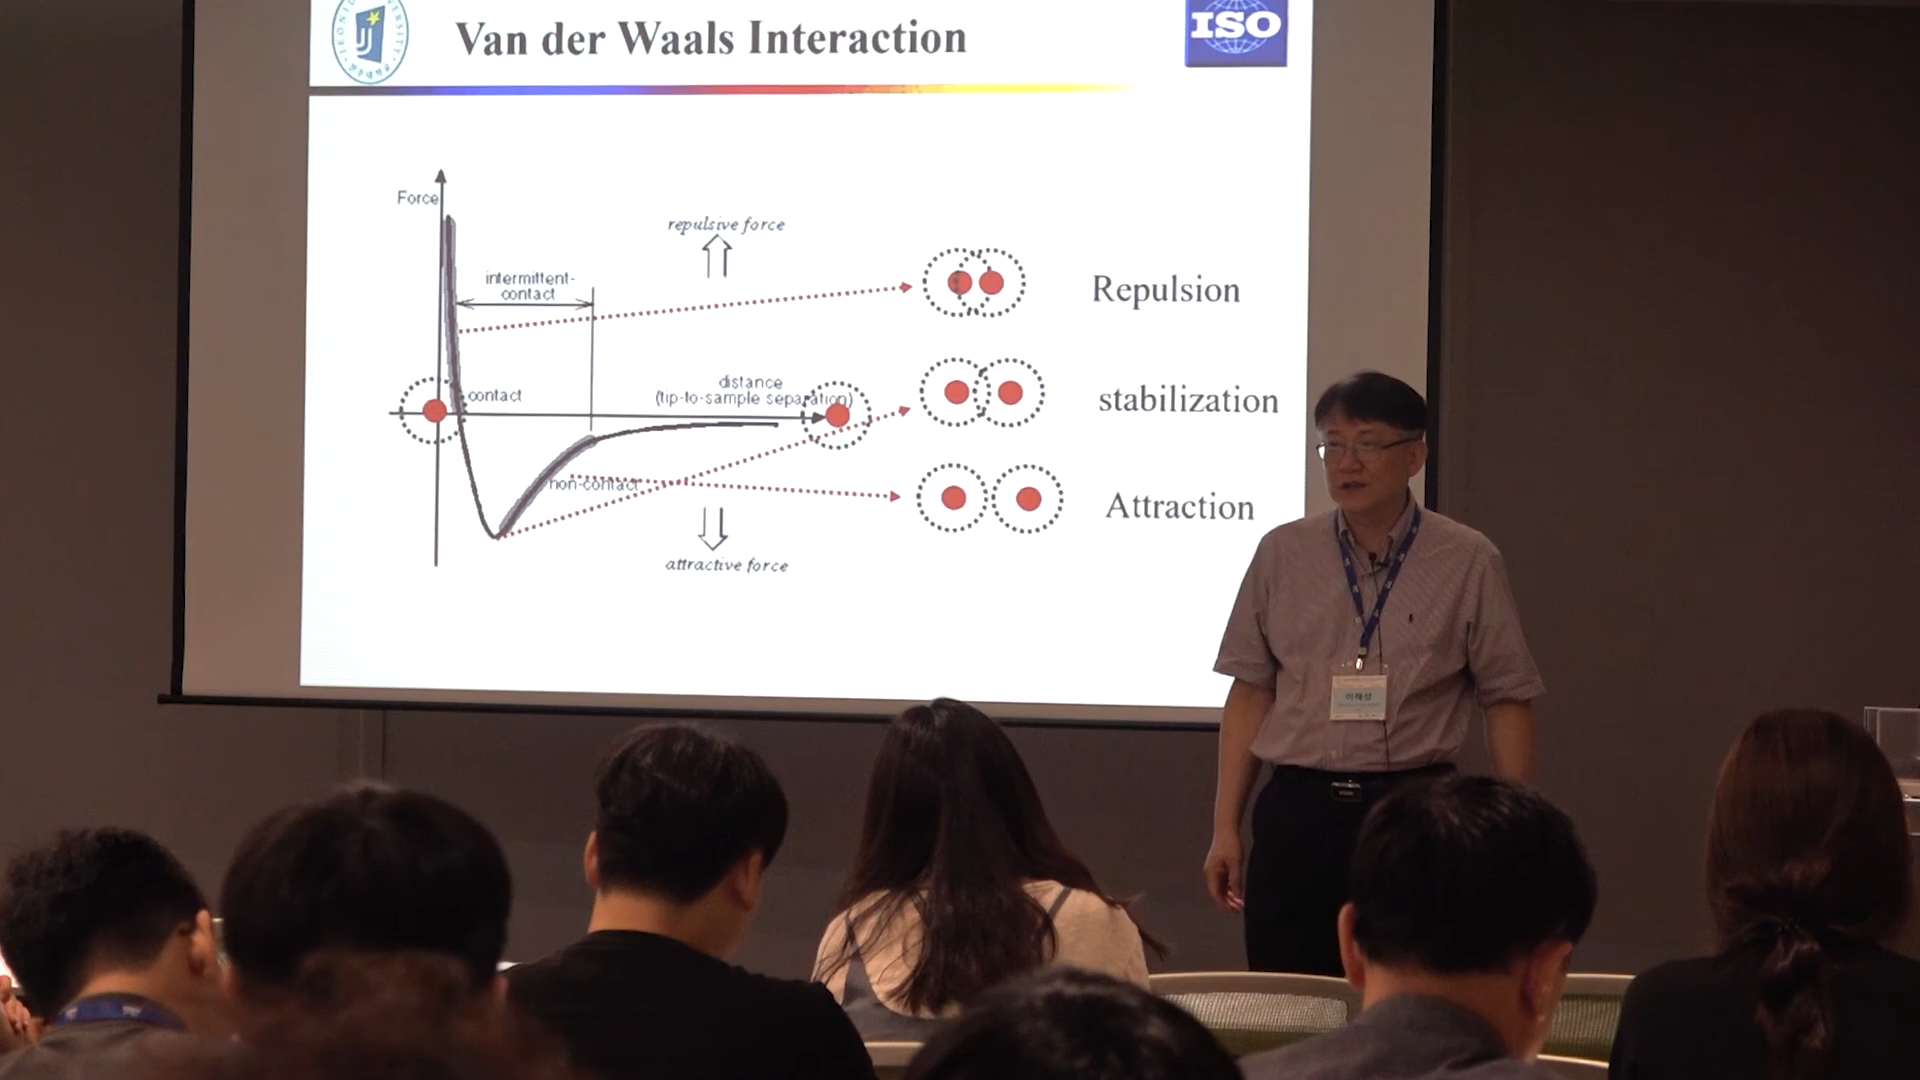 Van der Waals Interaction
ISO
Force
repulsive force
intermittent-
contact
Repulsion
contact
distance
(tip-to-sample separation)
stabilization
non-contact
Attraction
attractive force